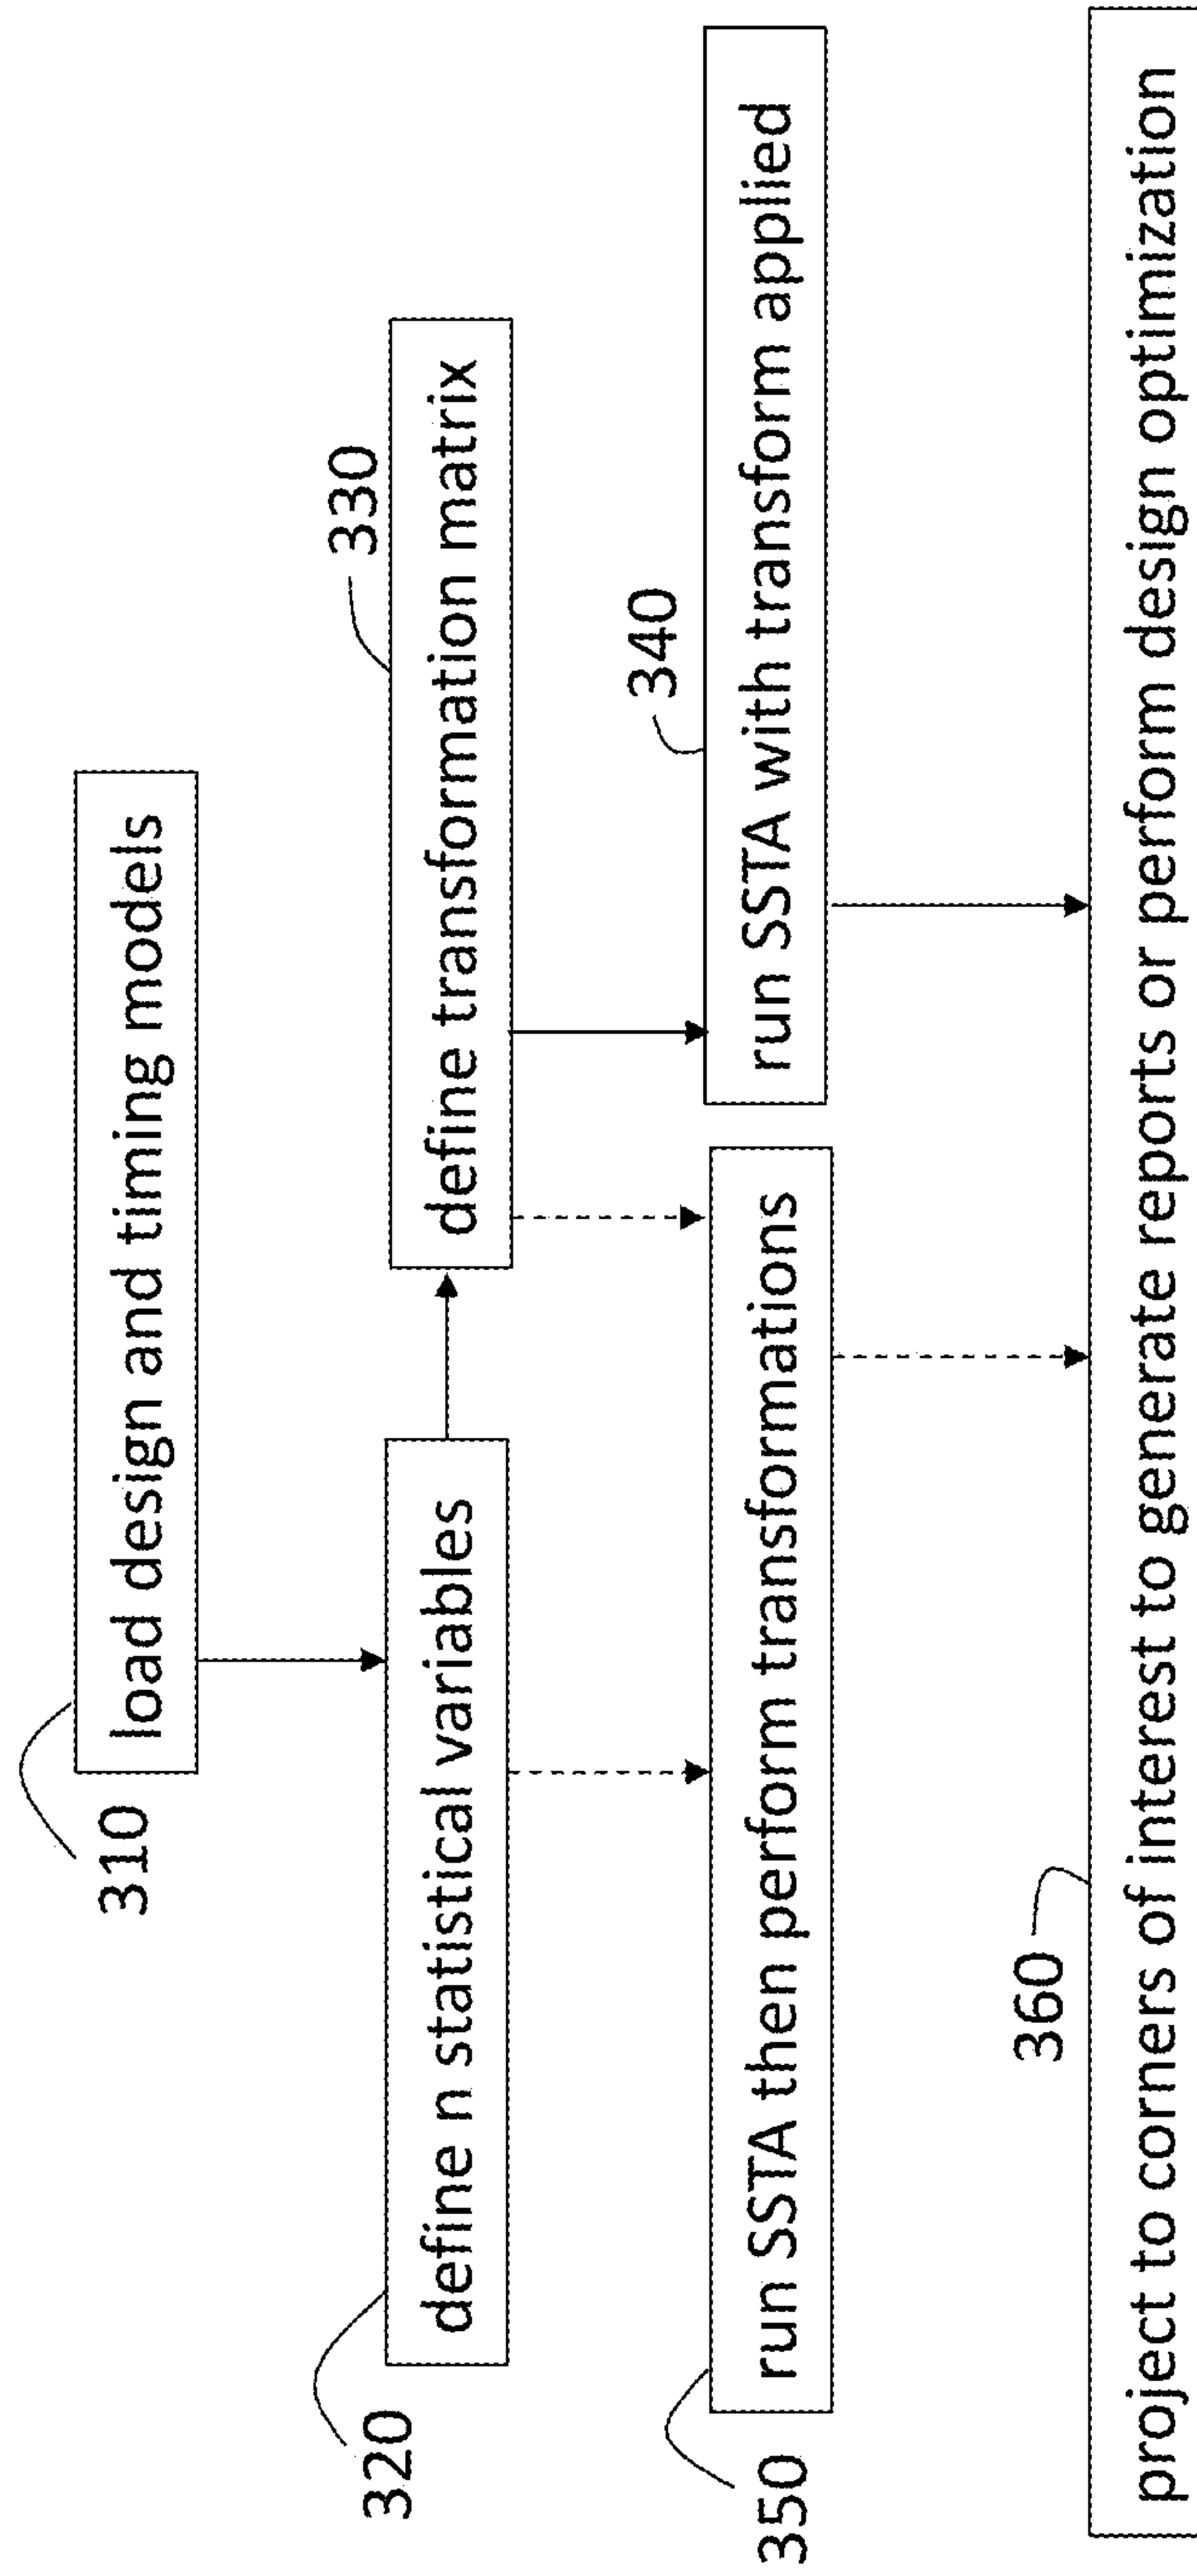 310
load design and timing models
320
define n statistical variables
330
define transformation matrix
340
run SSTA with transform applied
350
run SSTA then perform transformations
360
project to corners of interest to generate reports or perform design optimization